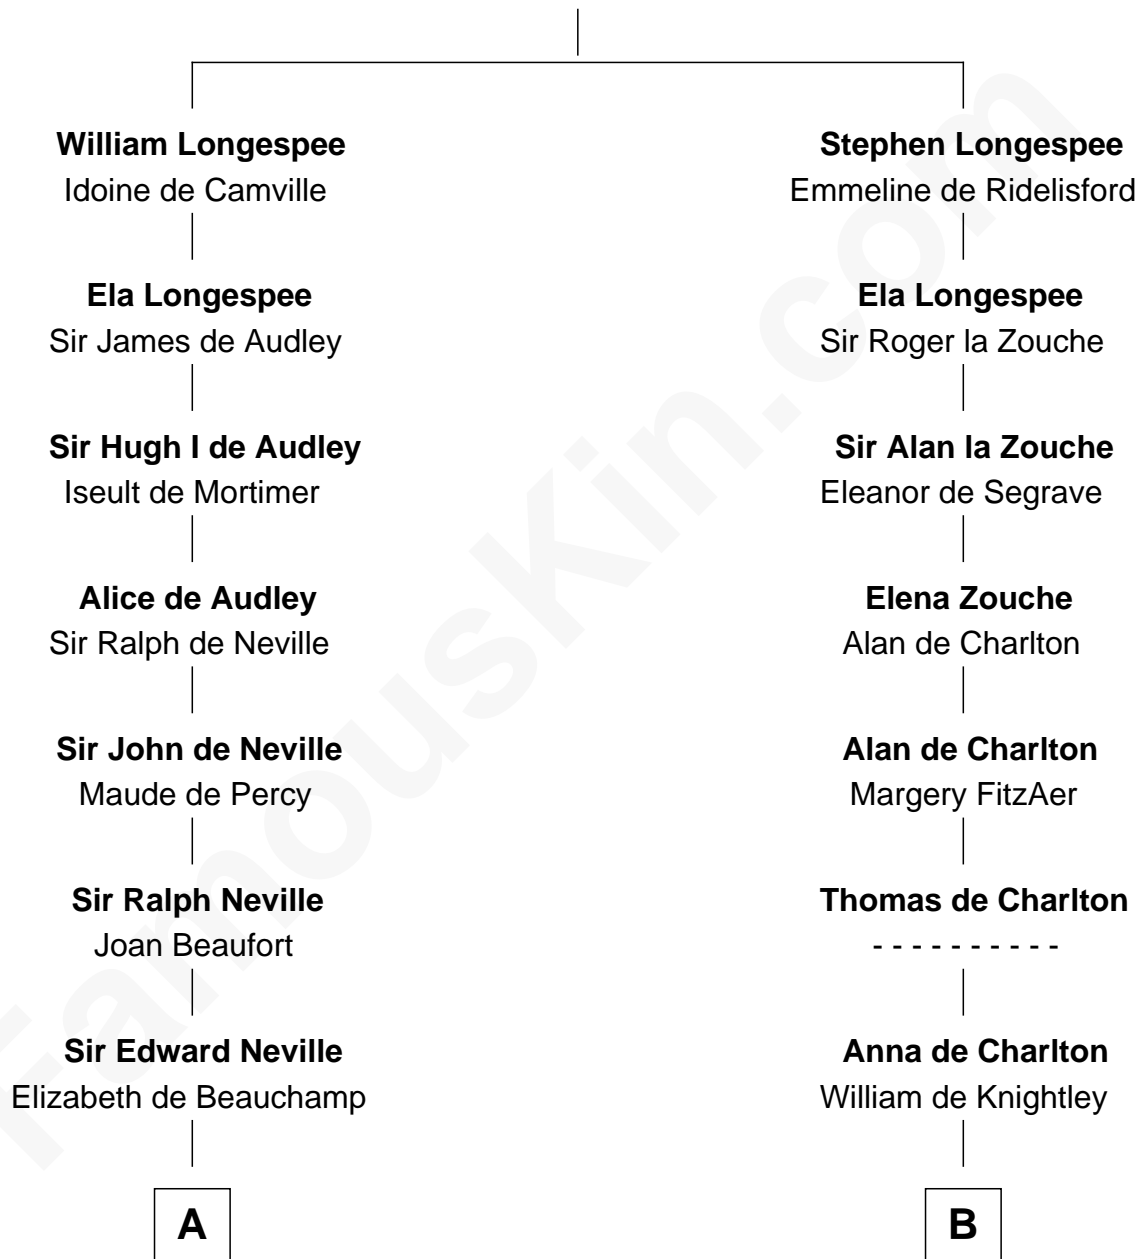 William Longespee
Idoine de Camville
Ela Longespee
Sir James de Audley
Sir Hugh I de Audley
Iseult de Mortimer
Alice de Audley
Sir Ralph de Neville
Sir John de Neville
Maude de Percy
Sir Ralph Neville
Joan Beaufort
Sir Edward Neville
Elizabeth de Beauchamp
A
Stephen Longespee
Emmeline de Ridelisford
Ela Longespee
Sir Roger la Zouche
Sir Alan la Zouche
Eleanor de Segrave
Elena Zouche
Alan de Charlton
Alan de Charlton
Margery FitzAer
Thomas de Charlton
- - - - - - - - - -
Anna de Charlton
William de Knightley
B
FamousKin.com